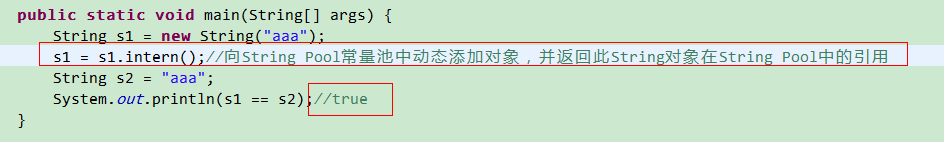 public static void main(String[] args) {
String s1 = new String("aaa");
s1 = s1.intern();//向String Pool常量池中动态添加对象，并返回此String对象在String Pool中的引用
String s2 = "aaa";
System.out.println(s1 == s2);//true
}